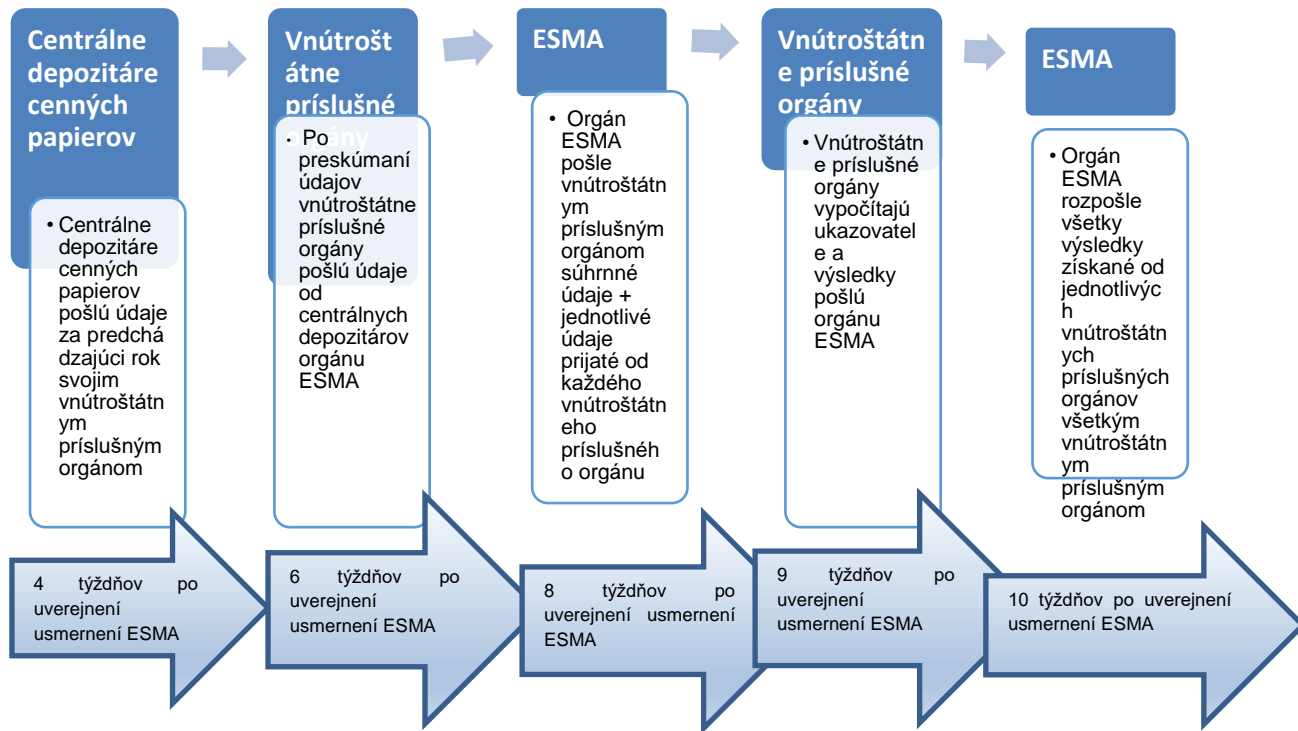 Centrálne
depozitáre
cenných
papierov
• Centrálne
depozitáre
cenných
papierov
pošlú údaje
za predchá
dzajúci rok
svojim
vnútroštátn
ym
príslušným
orgánom
4 týždňov po
uverejnení
usmernení ESMA
Vnútrošt
átne
príslušné
orgány
• Po
preskúmaní
údajov
vnútroštátne
príslušné
orgány
pošlú údaje
od
centrálnych
depozitárov
orgánu
ESMA
6 týždňov po
uverejnení
usmernení ESMA
ESMA
• Orgán
ESMA
pošle
vnútroštátn
ym
príslušným
orgánom
súhrnné
údaje +
jednotlivé
údaje
prijaté od
každého
vnútroštátn
eho
príslušnéh
o orgánu
8 týždňov po
uverejnení usmernení
ESMA
Vnútroštátn
e príslušné
orgány
• Vnútroštátn
e príslušné
orgány
vypočítajú
ukazovatel
e a
výsledky
pošlú
orgánu
ESMA
9 týždňov po
uverejnení
usmernení ESMA
ESMA
• Orgán
ESMA
rozpošle
všetky
výsledky
získané od
jednotlivýc
h
vnútroštátn
ych
príslušných
orgánov
všetkým
vnútroštátn
ym
príslušným
orgánom
10 týždňov po uverejnení
usmernení ESMA